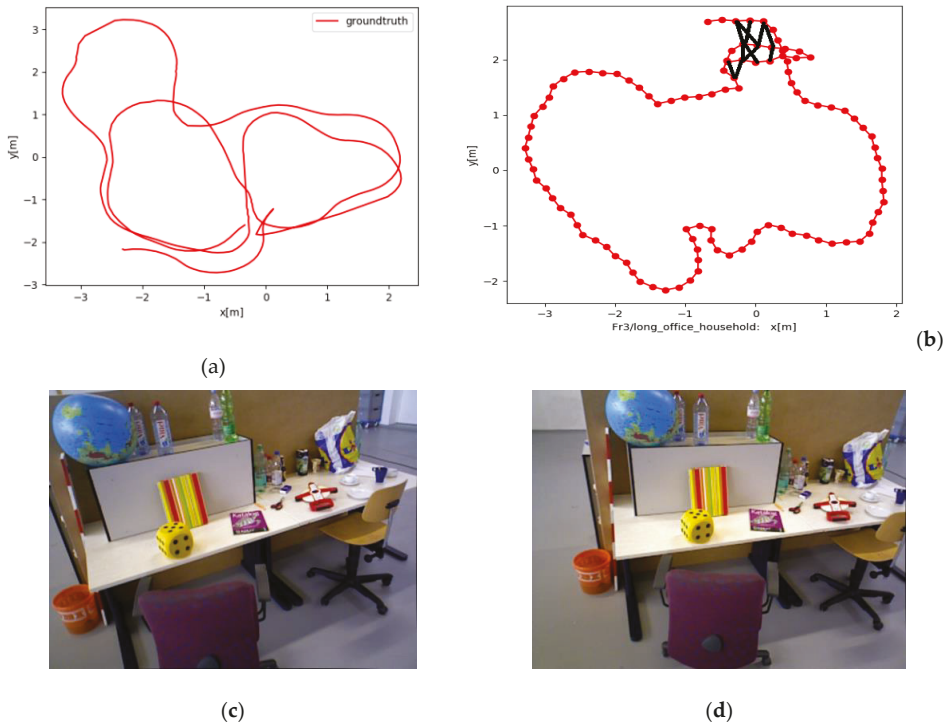 groundtruth
y[m]
3
2
1
0
−1
−2
−3
−3 −2 −1 0 1 2
x[m]
(a)
y[m]
2
1
0
−1
−2
−3 −2 −1 0 1 2
Fr3/long_office_household: x[m]
(b)
Katalog
(c)
(d)